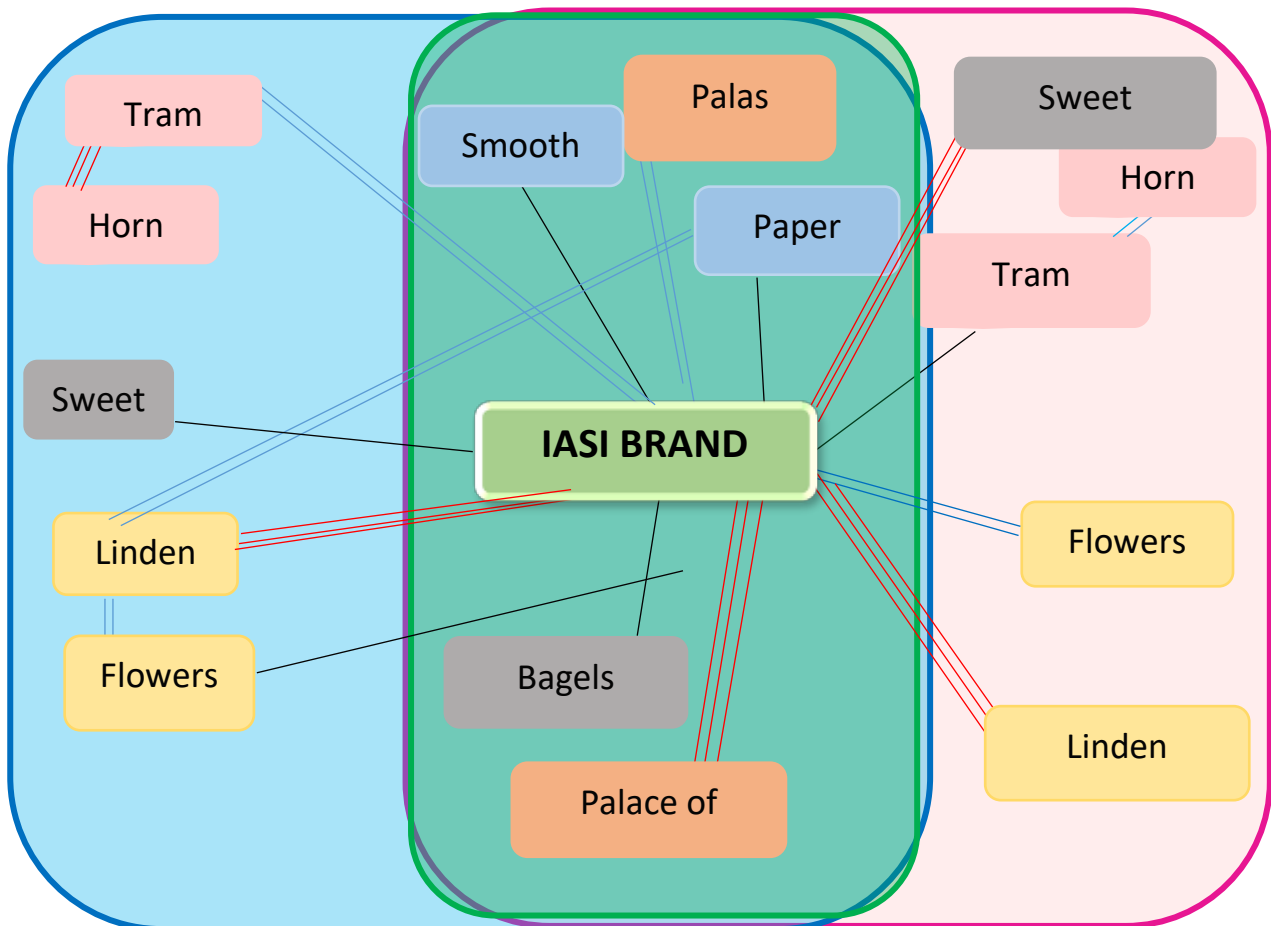 Tram
Horn
Sweet
Linden
Flowers
Palas
Smooth
Paper
IASI BRAND
Bagels
Palace of
Sweet
Horn
Tram
Flowers
Linden